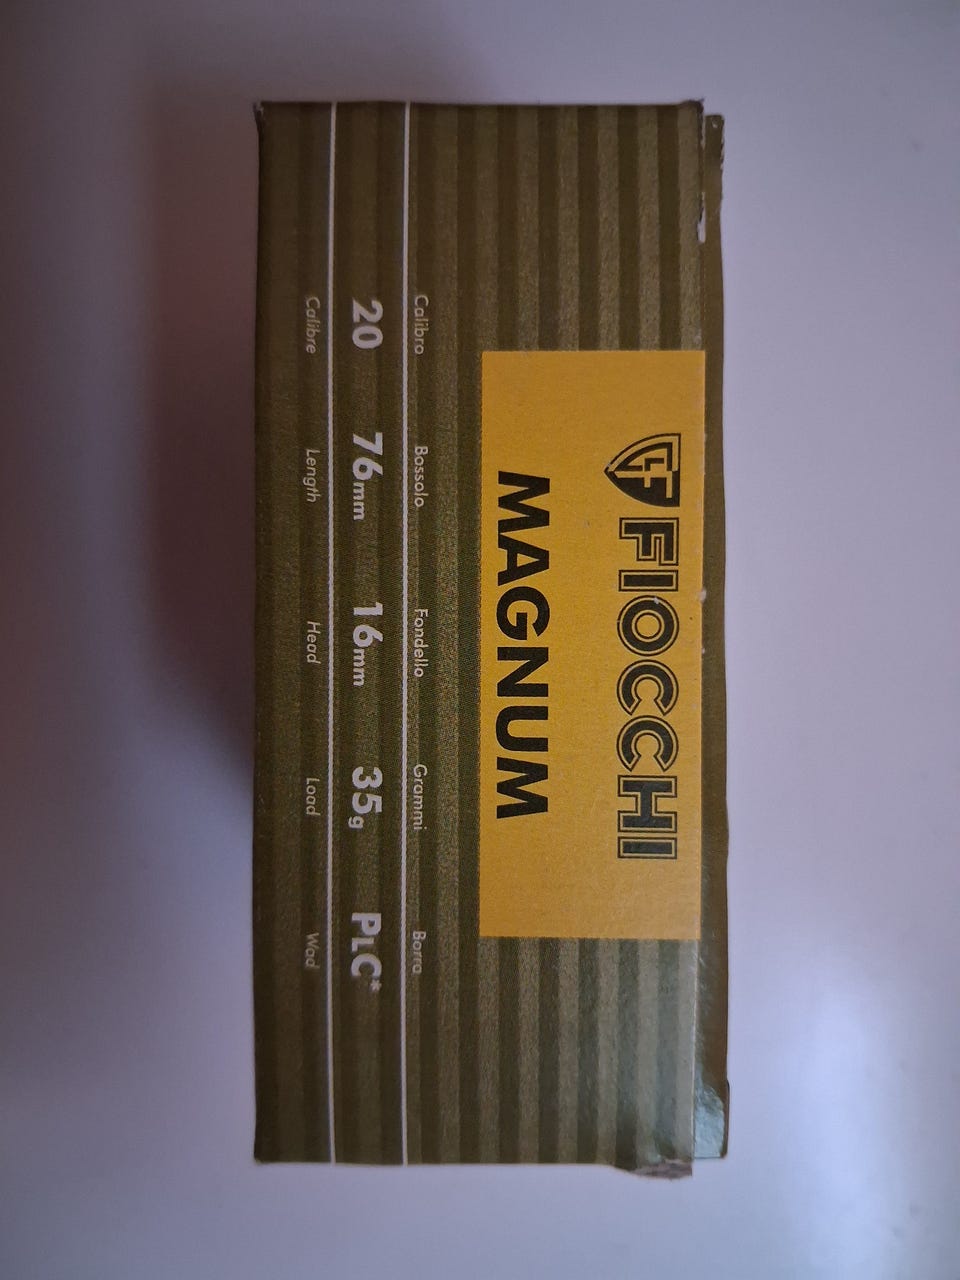 FIOCCHI
MAGNUM
Calibro Bossolo Fondello Grammi Borra
20 76mm 16mm 35g PLC*
Calibre Length Head Load Wad